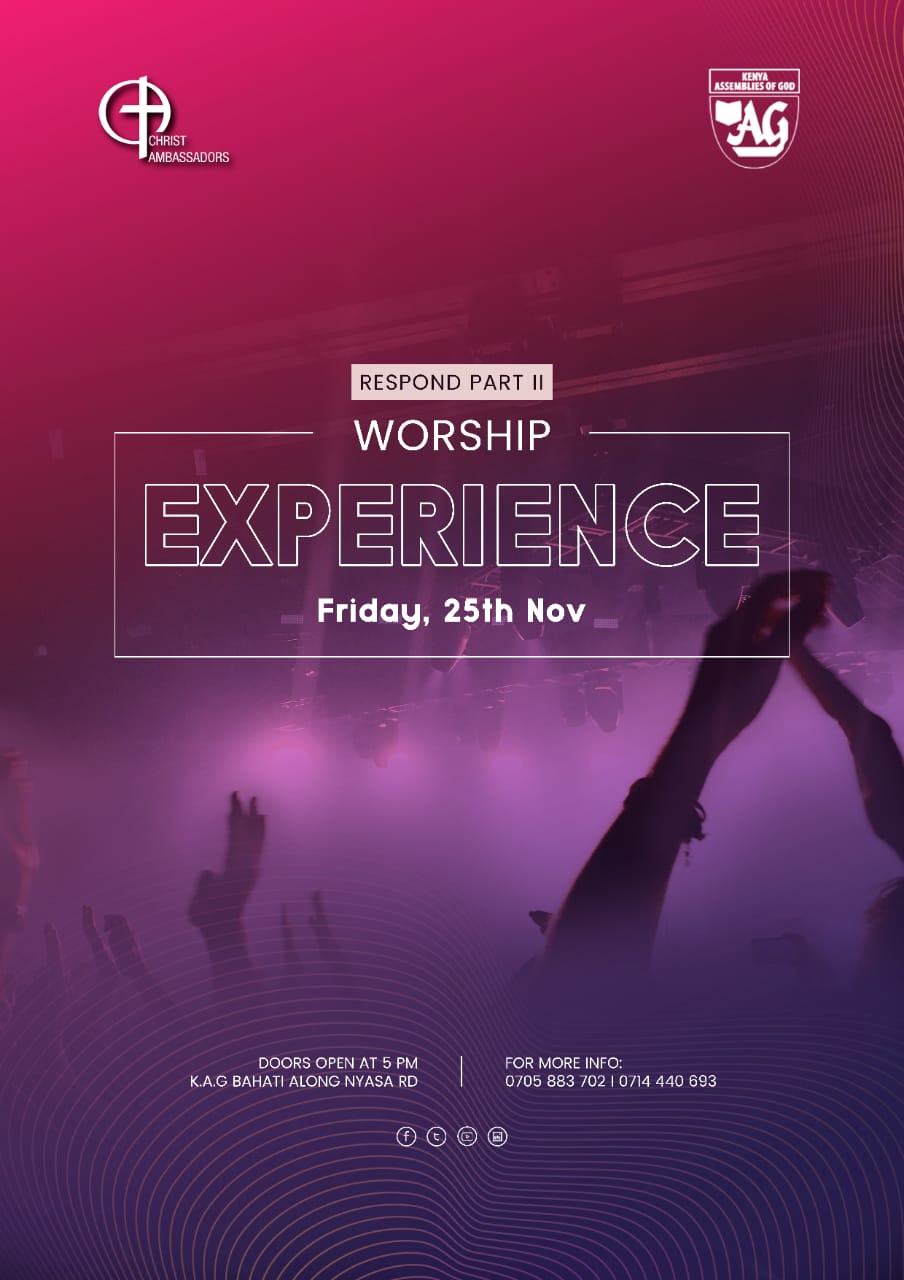 CHRIST
AMBASSADORS
KENYA
ASSEMBLIES OF GOD
AG
RESPOND PART II
WORSHIP
EXPERIENCE
Friday, 25th Nov
DOORS OPEN AT 5 PM
K.A.G BAHATI ALONG NYASA RD
FOR MORE INFO:
0705 883 702 I 0714 440 693